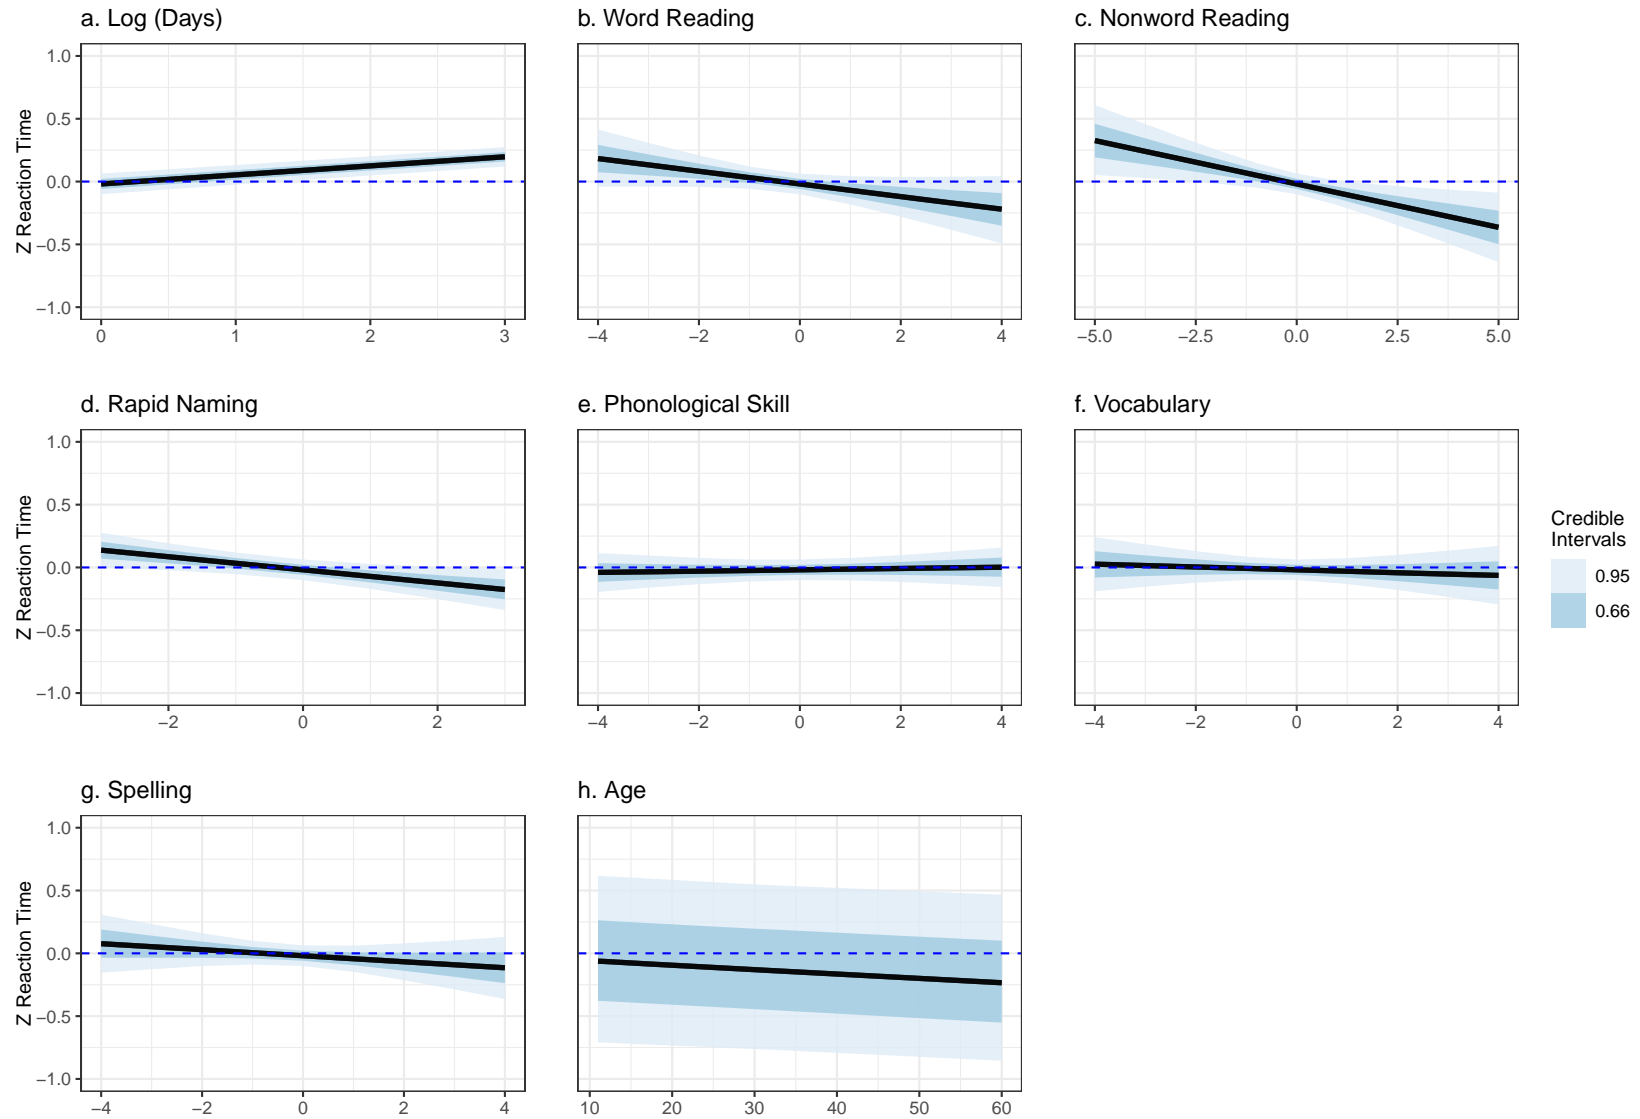 a. Log (Days)
b. Word Reading
c. Nonword Reading
Z Reaction Time
1.0
0.5
0.0
−0.5
−1.0
0 1 2 3
−4 −2 0 2 4
−5.0 −2.5 0.0 2.5 5.0
d. Rapid Naming
e. Phonological Skill
f. Vocabulary
Z Reaction Time
1.0
0.5
0.0
−0.5
−1.0
−2 0 2
−4 −2 0 2 4
−4 −2 0 2 4
Credible
Intervals
0.95
0.66
g. Spelling
h. Age
Z Reaction Time
1.0
0.5
0.0
−0.5
−1.0
−4 −2 0 2 4
10 20 30 40 50 60